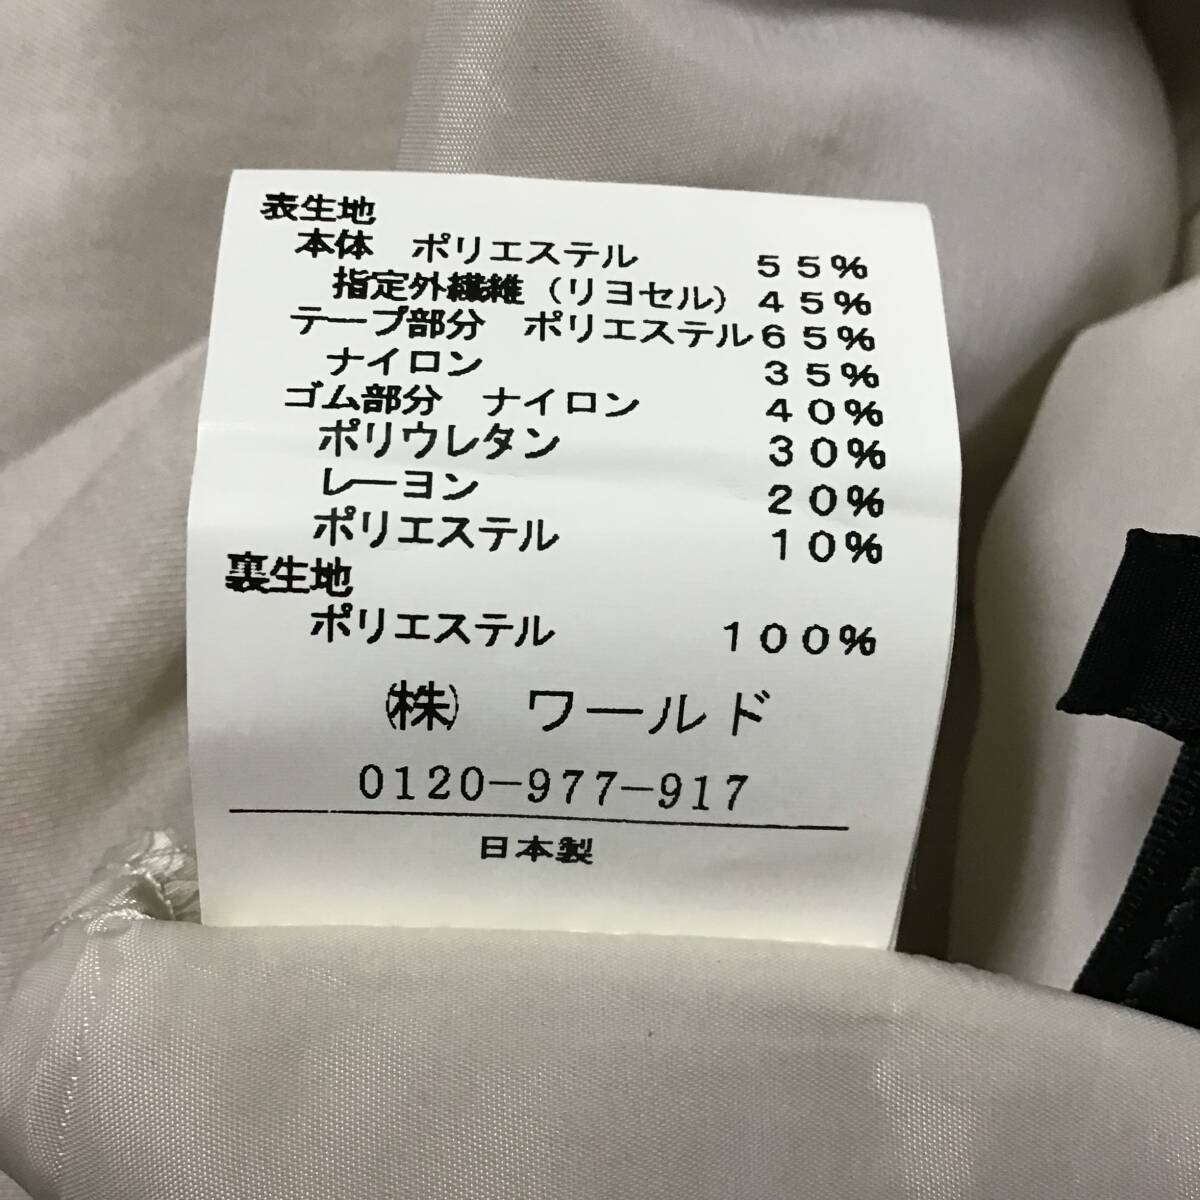 表生地
本体　ポリエステル　５５％
指定外繊維（リヨセル）４５％
テープ部分　ポリエステル６５％
ナイロン　３５％
ゴム部分　ナイロン　４０％
ポリウレタン　３０％
レーヨン　２０％
ポリエステル　１０％
裏生地
ポリエステル　１００％
㈱　ワールド
0120-977-917
日本製